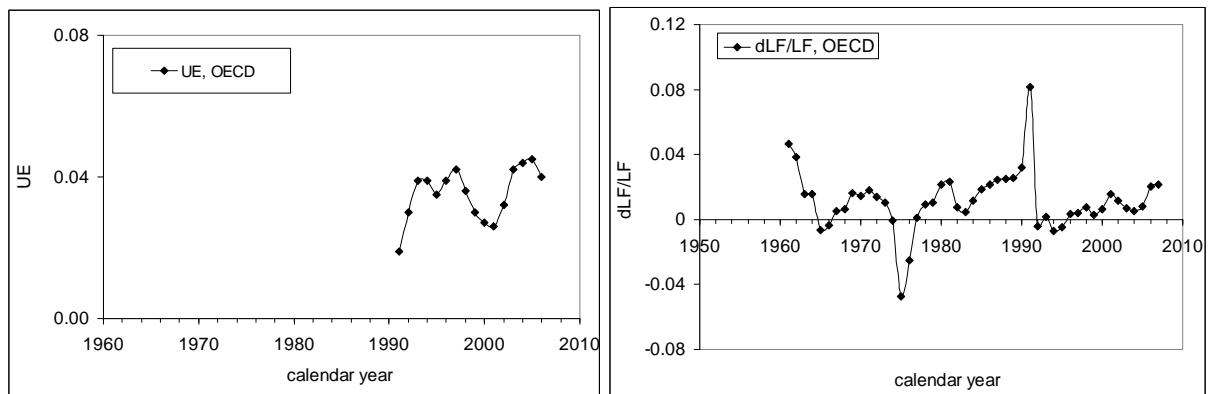 0.08
UE, OECD
UE
0.04
0.00
1960 1970 1980 1990 2000 2010
calendar year
0.12
dLF/LF, OECD
0.08
dLF/LF
0.04
0
1950 1960 1970 1980 1990 2000 2010
-0.04
-0.08
calendar year